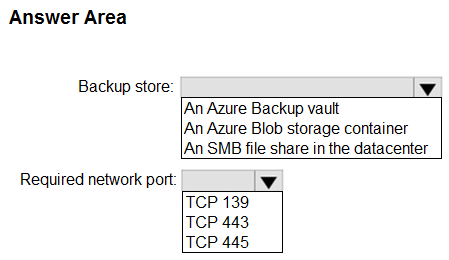 Answer Area
Backup store:
An Azure Backup vault
An Azure Blob storage container
An SMB file share in the datacenter
Required network port:
TCP 139
TCP 443
TCP 445